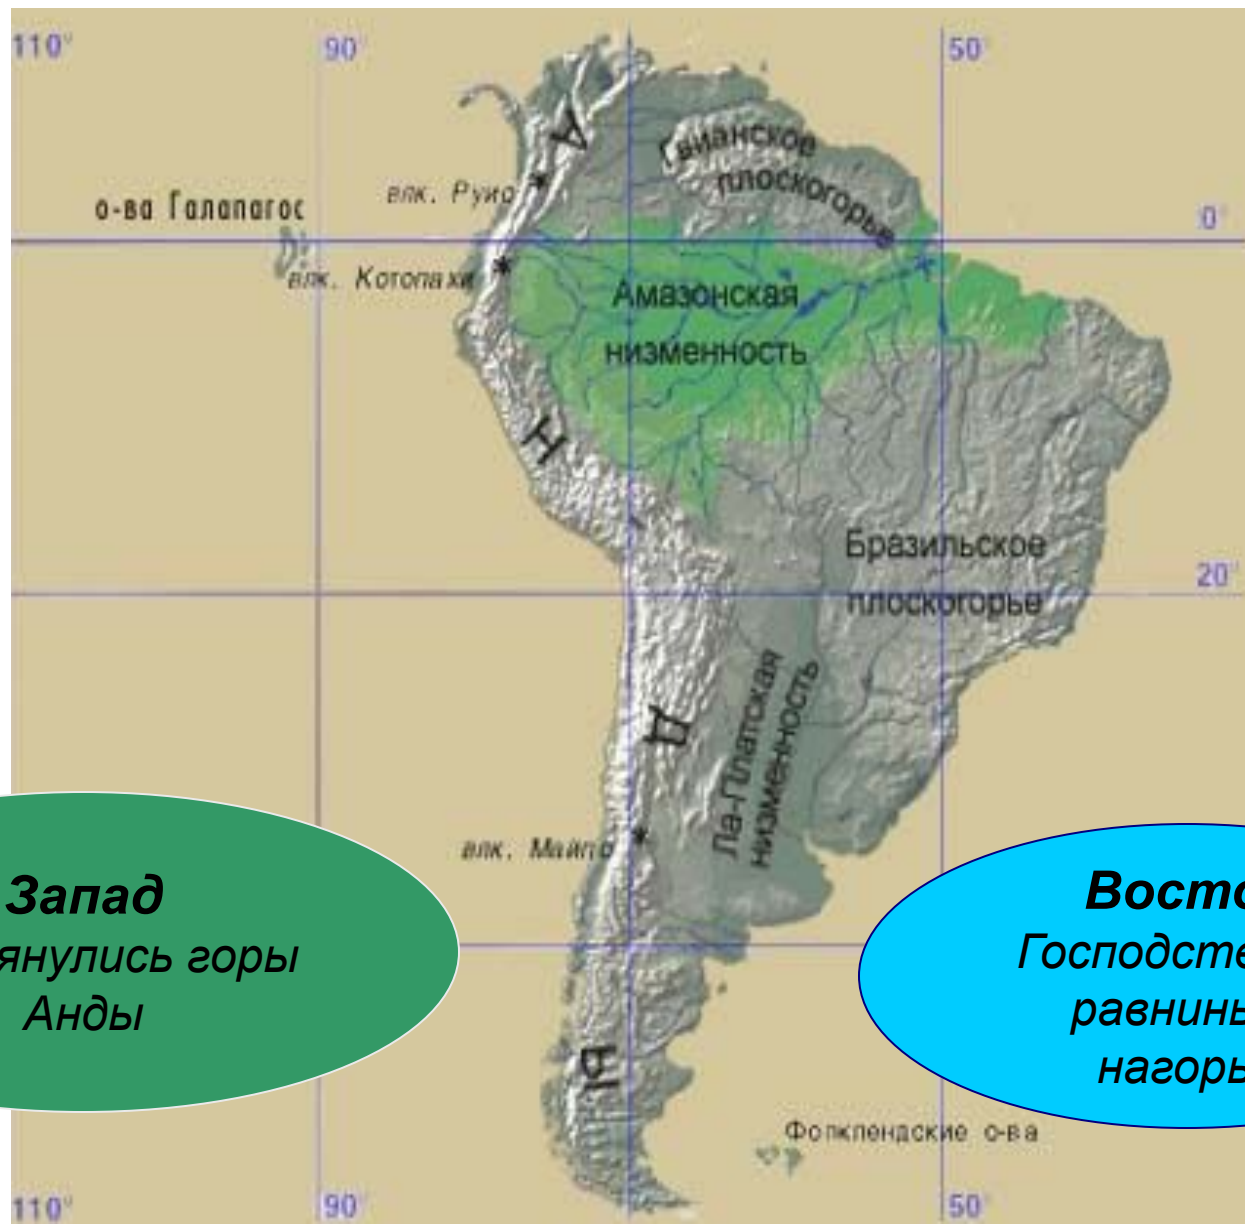 110°
90°
50°
А
Гвианское
плоскогорье
влк. Руис
о-ва Галапагос
0°
влк. Котопахи
Амазонская
низменность
Н
Бразильское
плоскогорье
20°
Д
Ла-Платская
низменность
влк. Майпо
Запад
янулись горы
Анды
Восто
Господств
равнины
нагорь
Ы
Фолклендские о-ва
110°
90°
50°